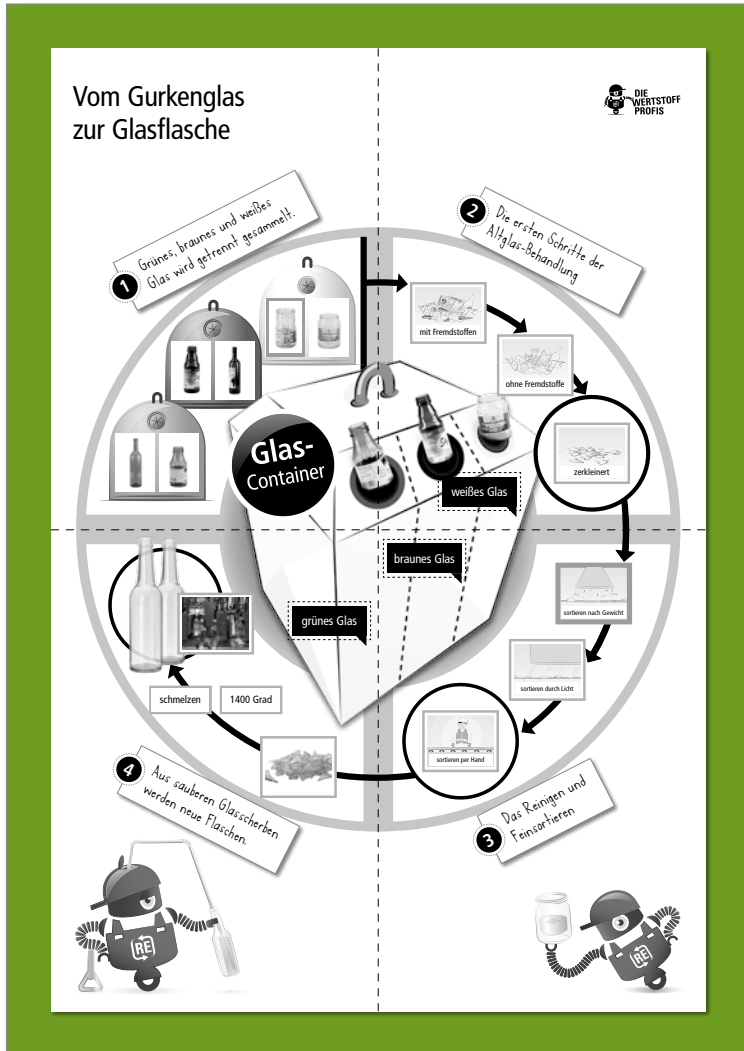 Vom Gurkenglas
zur Glasflasche
DIE
WERTSTOFF
PROFIS
1
Grünes, braunes und weißes
Glas wird getrennt gesammelt.
2
Die ersten Schritte der
Altglas-Behandlung
mit Fremdstoffen
ohne Fremdstoffe
zerkleinert
Glas-
Container
weißes Glas
braunes Glas
grünes Glas
sortieren nach Gewicht
sortieren durch Licht
sortieren per Hand
schmelzen
1400 Grad
4
Aus sauberen Glasscherben
werden neue Flaschen.
3
Das Reinigen und
Feinsortieren
RE
RE